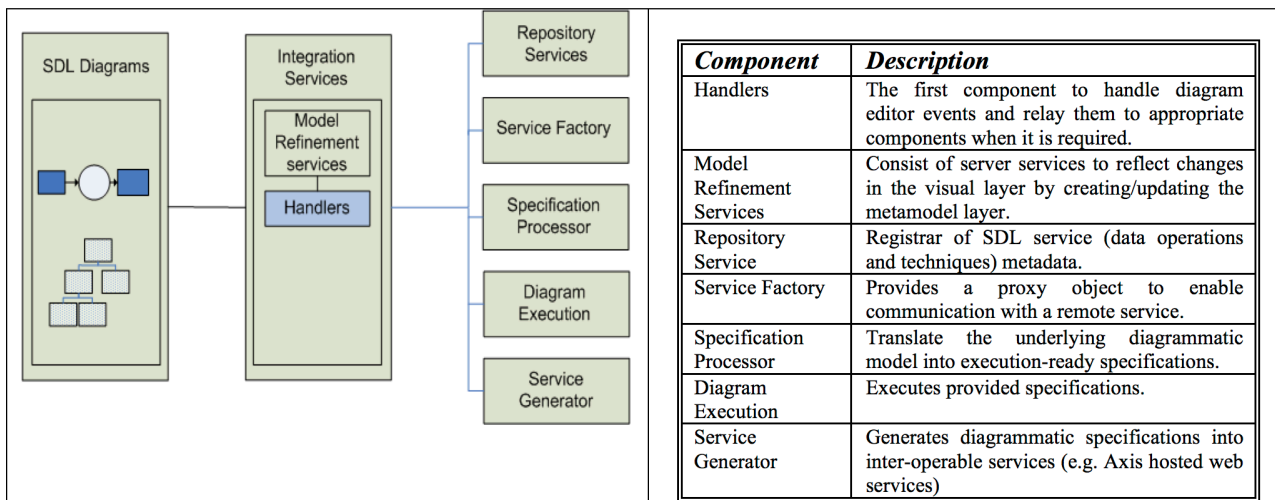 SDL Diagrams
Integration
Services
Model
Refinement
services
Handlers
Repository
Services
Service Factory
Specification
Processor
Diagram
Execution
Service
Generator
Component Description
Handlers The first component to handle diagram
editor events and relay them to appropriate
components when it is required.
Model Consist of server services to reflect changes
Refinement in the visual layer by creating/updating the
Services metamodel layer.
Repository Registrar of SDL service (data operations
Service and techniques) metadata.
Service Factory Provides a proxy object to enable
communication with a remote service.
Specification Translate the underlying diagrammatic
Processor model into execution-ready specifications.
Diagram Executes provided specifications.
Execution
Service Generates diagrammatic specifications into
Generator inter-operable services (e.g. Axis hosted web
services)